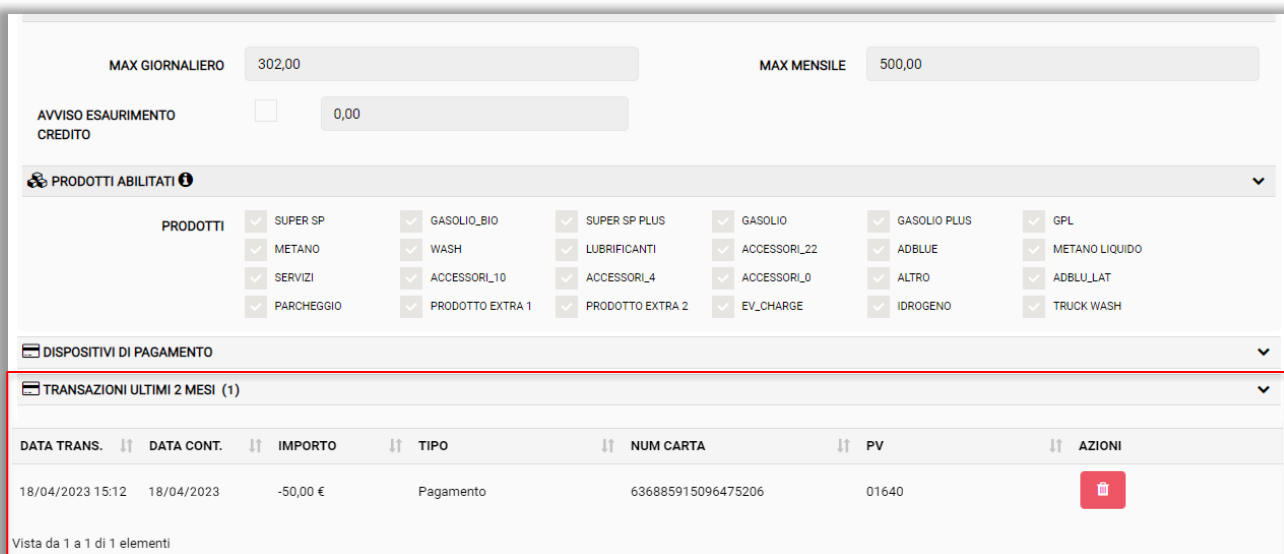 MAX GIORNALIERO 302,00 MAX MENSILE 500,00
AVVISO ESAURIMENTO CREDITO 0,00
PRODOTTI ABILITATI
PRODOTTI SUPER SP GASOLIO_BIO SUPER SP PLUS GASOLIO GASOLIO PLUS GPL
METANO WASH LUBRIFICANTI ACCESSORI_22 ADBLUE METANO LIQUIDO
SERVIZI ACCESSORI_10 ACCESSORI_4 ACCESSORI_0 ALTRO ADBLU_LAT
PARCHEGGIO PRODOTTO EXTRA 1 PRODOTTO EXTRA 2 EV_CHARGE IDROGENO TRUCK WASH
DISPOSITIVI DI PAGAMENTO
TRANSAZIONI ULTIMI 2 MESI (1)
DATA TRANS. DATA CONT. IMPORTO TIPO NUM CARTA PV AZIONI
18/04/2023 15:12 18/04/2023 -50,00 € Pagamento 636885915096475206 01640
Vista da 1 a 1 di 1 elementi